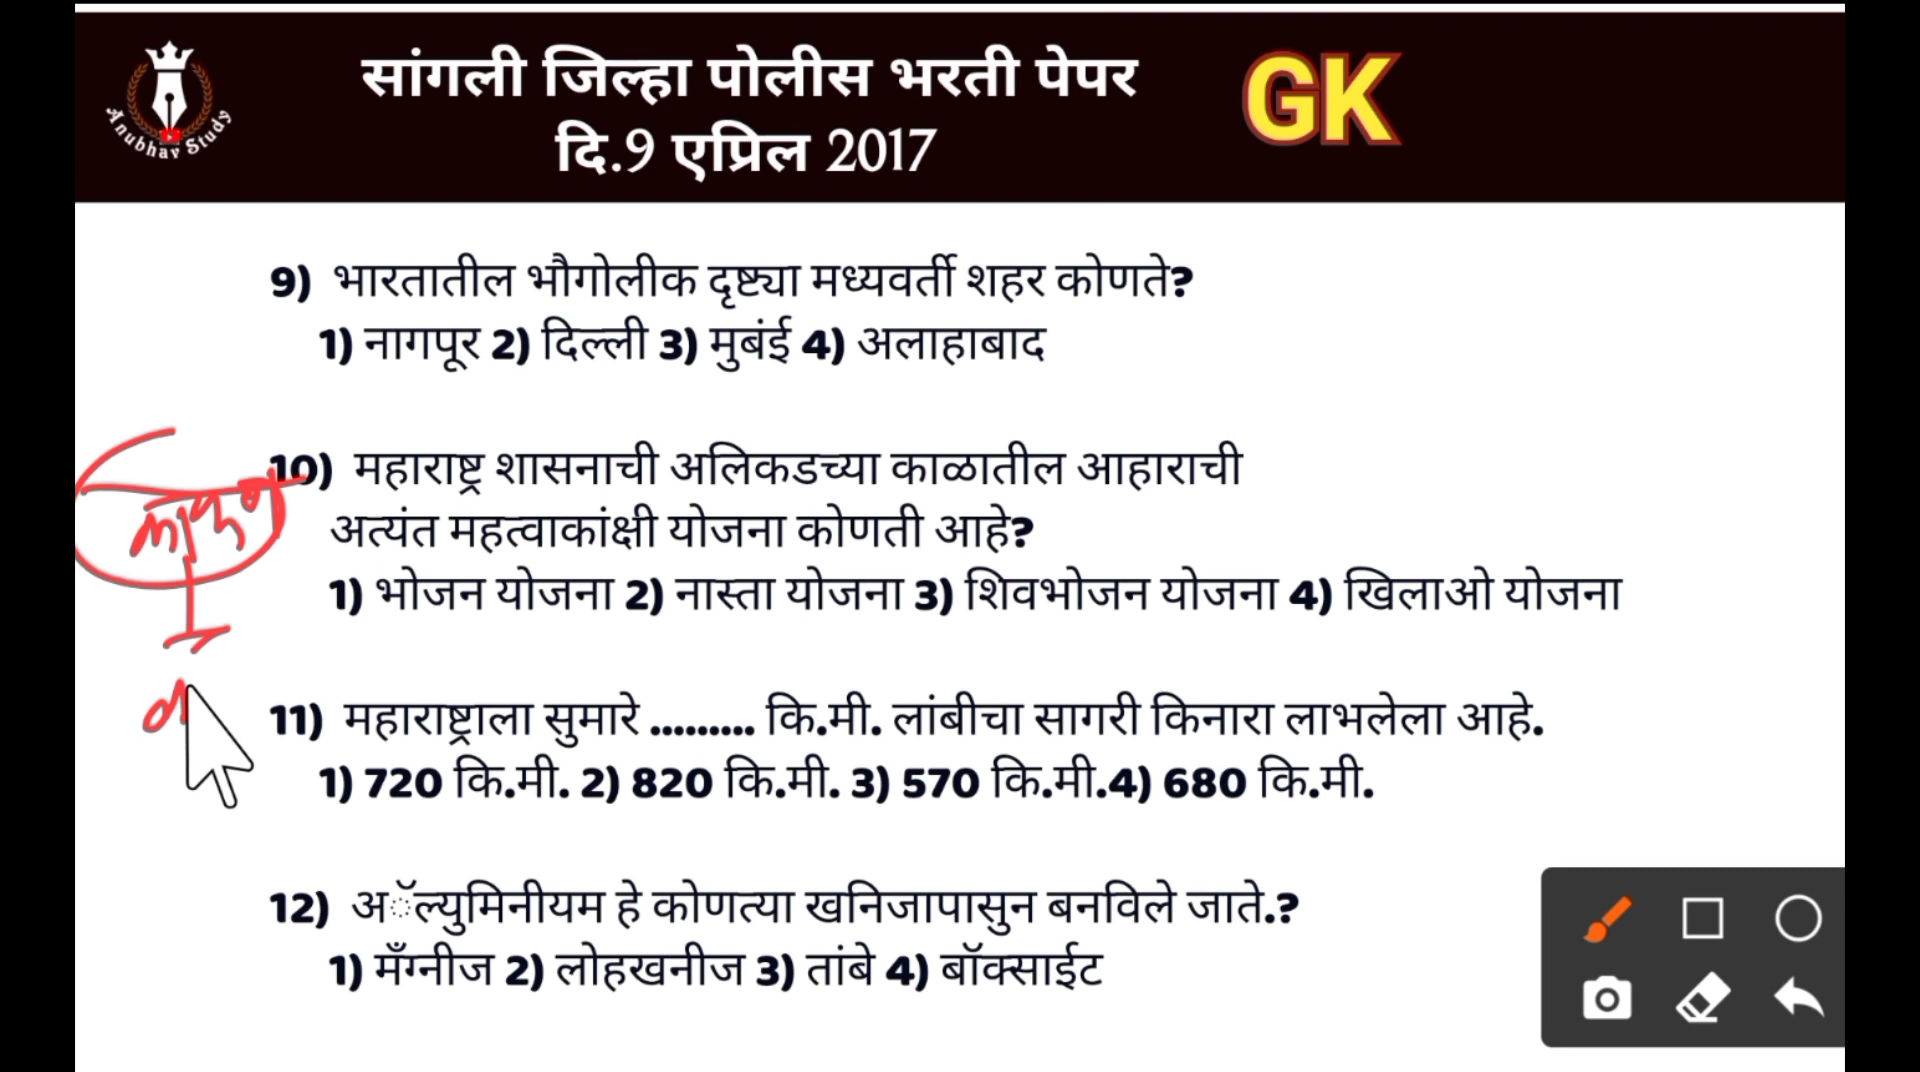 Anubhav Study
सांगली जिल्हा पोलीस भरती पेपर
दि.9 एप्रिल 2017
GK
9) भारतातील भौगोलीक दृष्ट्या मध्यवर्ती शहर कोणते?
1) नागपूर 2) दिल्ली 3) मुबंई 4) अलाहाबाद
10) महाराष्ट्र शासनाची अलिकडच्या काळातील आहाराची
अत्यंत महत्वाकांक्षी योजना कोणती आहे?
1) भोजन योजना 2) नास्ता योजना 3) शिवभोजन योजना 4) खिलाओ योजना
11) महाराष्ट्राला सुमारे ......... कि.मी. लांबीचा सागरी किनारा लाभलेला आहे.
1) 720 कि.मी. 2) 820 कि.मी. 3) 570 कि.मी.4) 680 कि.मी.
12) अॅल्युमिनीयम हे कोणत्या खनिजापासुन बनविले जाते.?
1) मँग्नीज 2) लोहखनीज 3) तांबे 4) बॉक्साईट